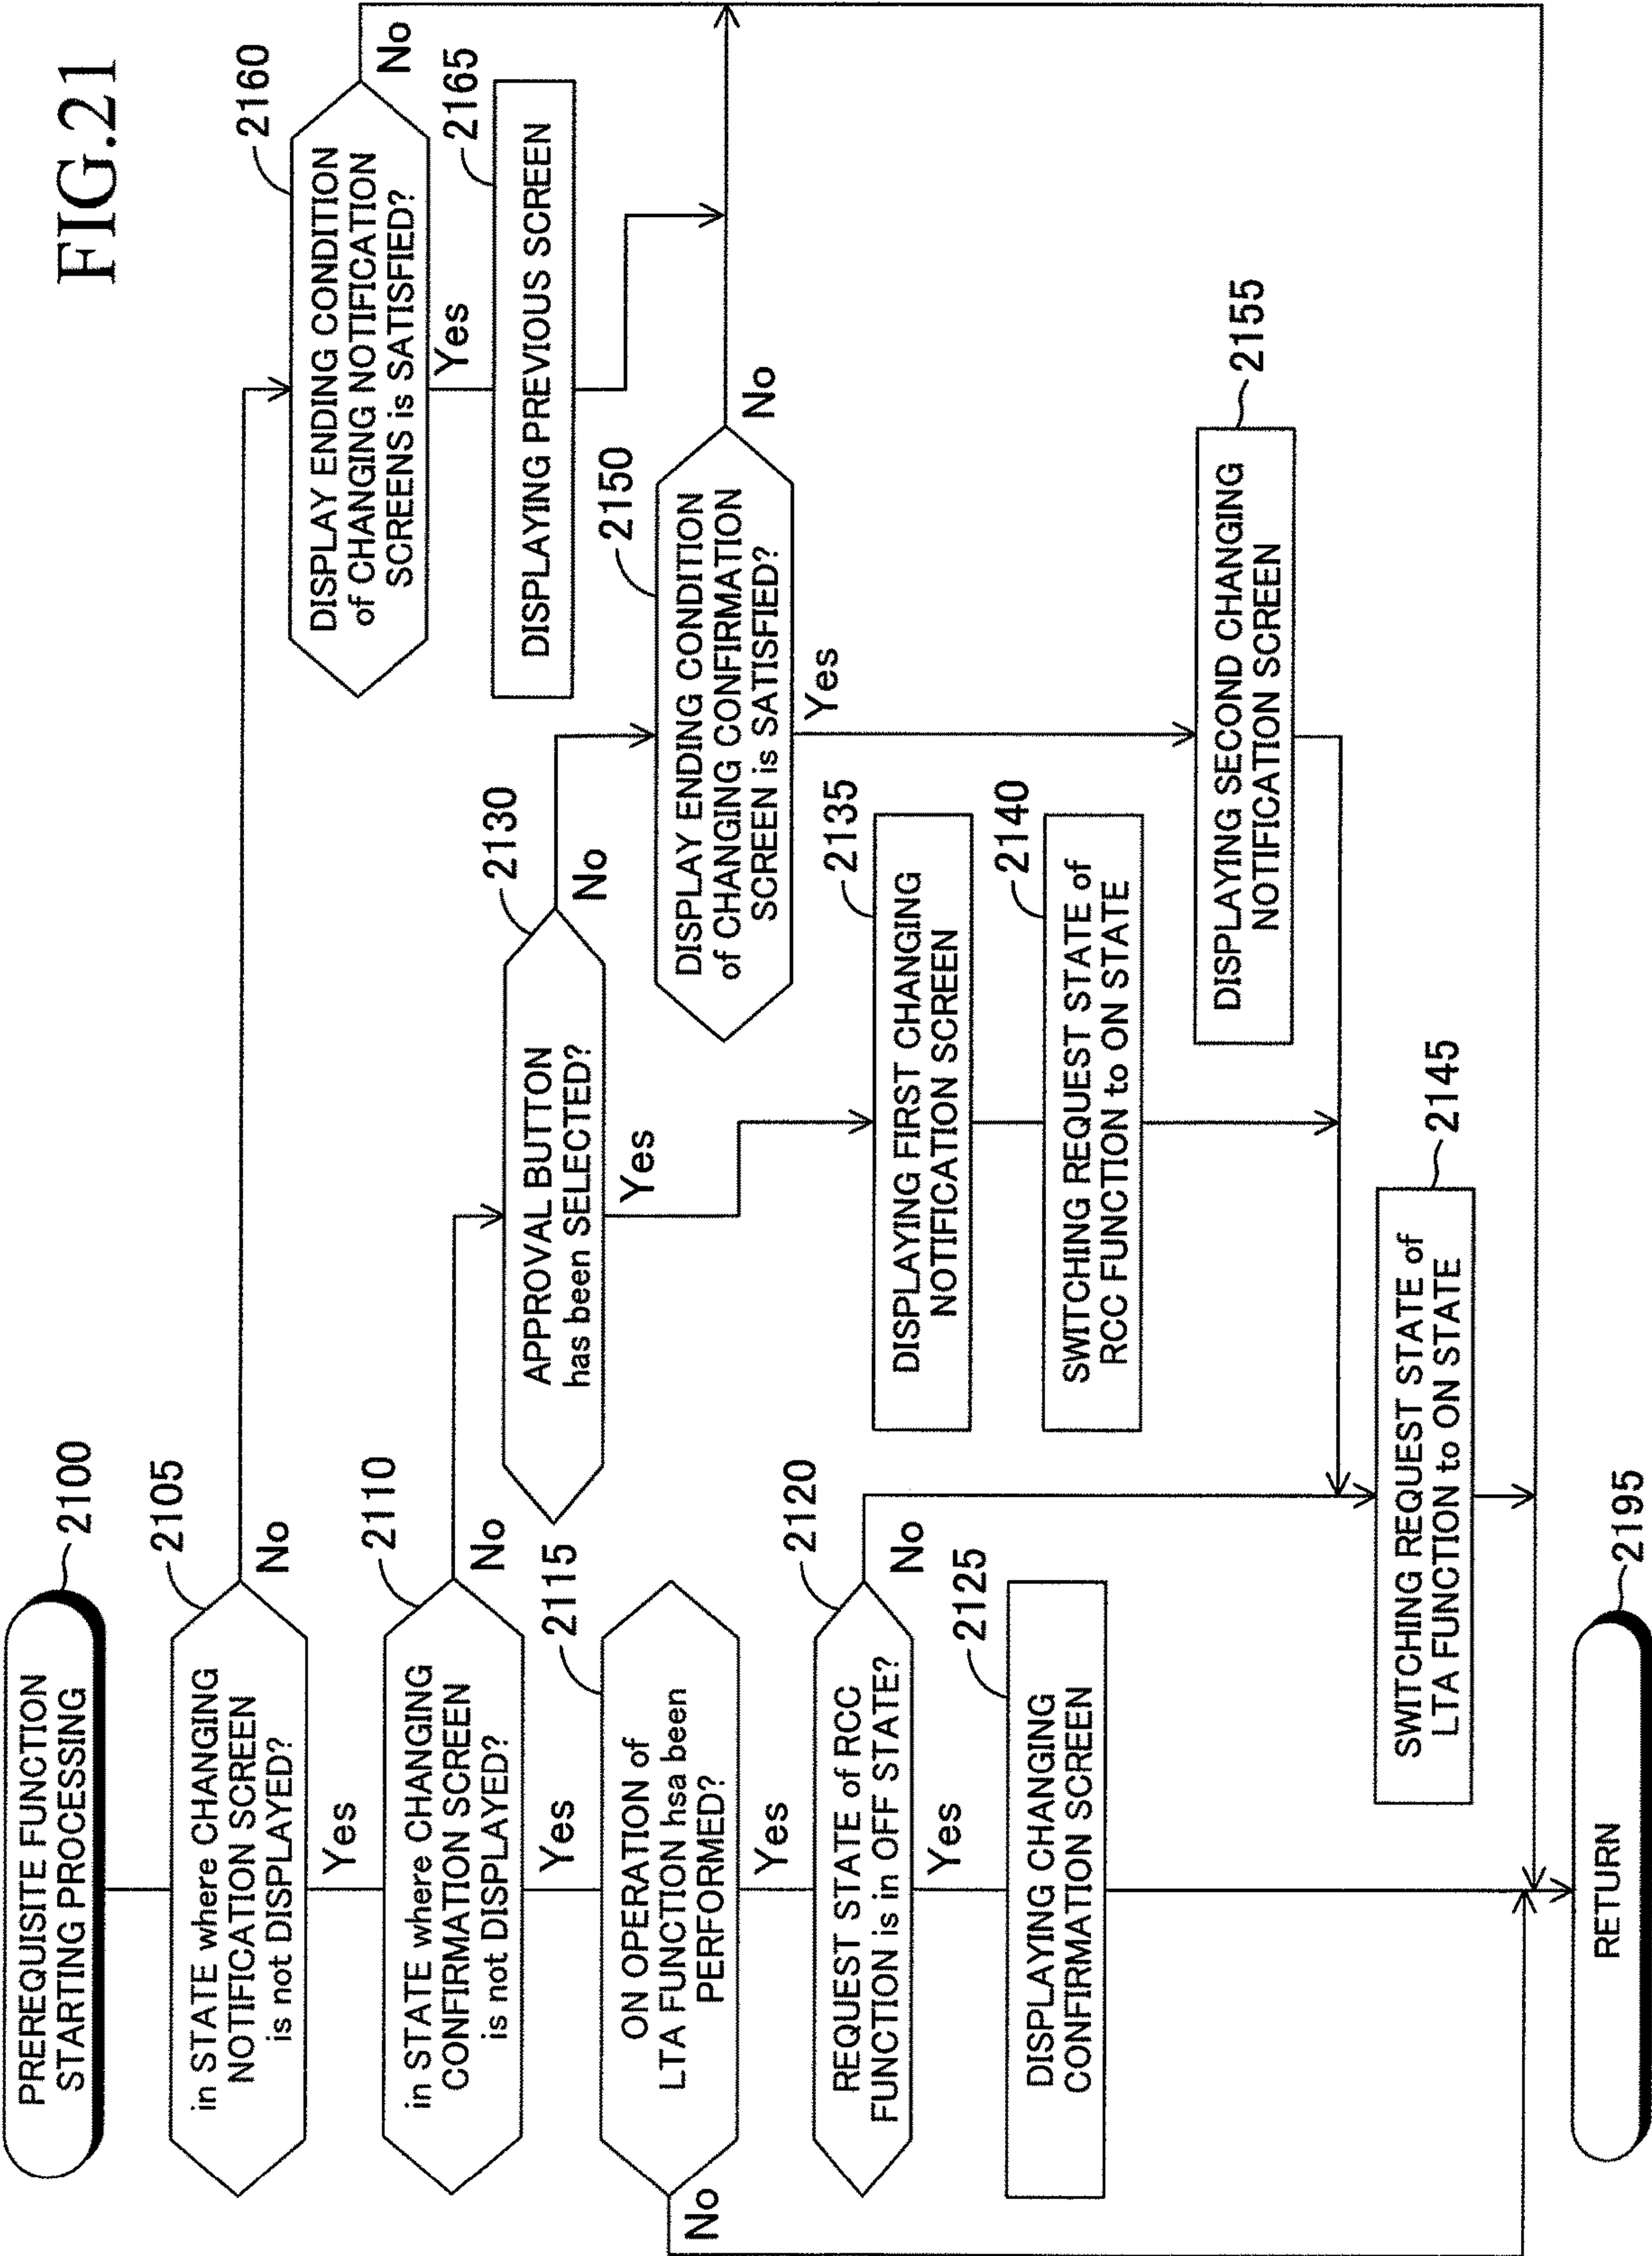 FIG.21
PREREQUISITE FUNCTION
STARTING PROCESSING
2100
in STATE where CHANGING
NOTIFICATION SCREEN
is not DISPLAYED?
2105
No
Yes
in STATE where CHANGING
CONFIRMATION SCREEN
is not DISPLAYED?
2110
No
Yes
ON OPERATION of
LTA FUNCTION hsa been
PERFORMED?
2115
No
Yes
REQUEST STATE of RCC
FUNCTION is in OFF STATE?
2120
No
Yes
DISPLAYING CHANGING
CONFIRMATION SCREEN
2125
APPROVAL BUTTON
has been SELECTED?
2130
No
Yes
DISPLAYING FIRST CHANGING
NOTIFICATION SCREEN
2135
SWITCHING REQUEST STATE of
RCC FUNCTION to ON STATE
2140
SWITCHING REQUEST STATE of
LTA FUNCTION to ON STATE
2145
DISPLAY ENDING CONDITION
of CHANGING CONFIRMATION
SCREEN is SATISFIED?
2150
No
Yes
DISPLAYING SECOND CHANGING
NOTIFICATION SCREEN
2155
DISPLAY ENDING CONDITION
of CHANGING NOTIFICATION
SCREENS is SATISFIED?
2160
No
Yes
DISPLAYING PREVIOUS SCREEN
2165
RETURN
2195